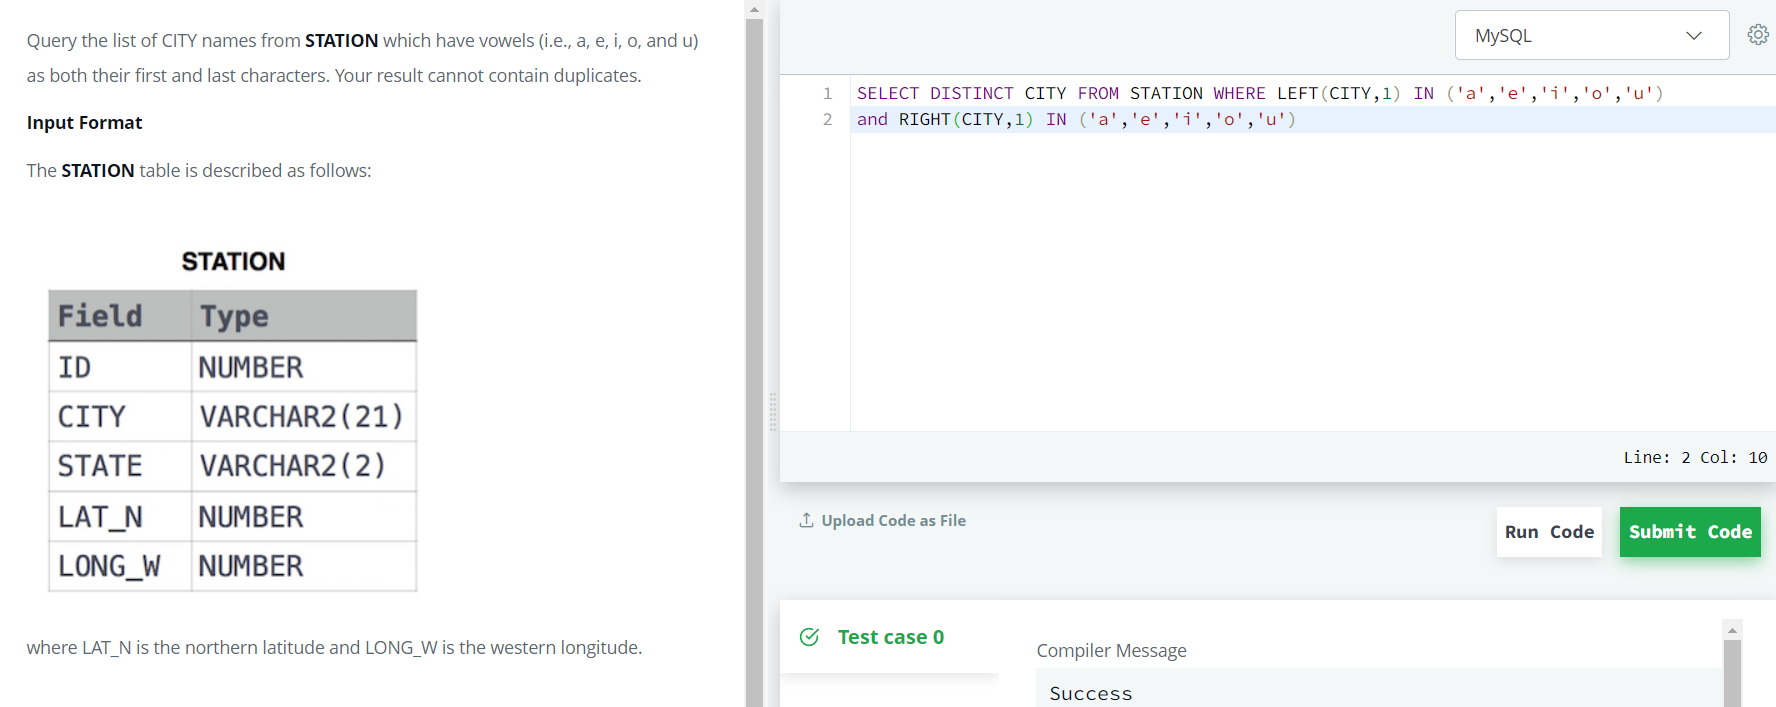 Query the list of CITY names from STATION which have vowels (i.e., a, e, i, o, and u)
as both their first and last characters. Your result cannot contain duplicates.
Input Format
The STATION table is described as follows:
STATION
Field Type
ID NUMBER
CITY VARCHAR2(21)
STATE VARCHAR2(2)
LAT_N NUMBER
LONG_W NUMBER
where LAT_N is the northern latitude and LONG_W is the western longitude.
MySQL
1 SELECT DISTINCT CITY FROM STATION WHERE LEFT(CITY,1) IN ('a','e','i','o','u')
2 and RIGHT(CITY,1) IN ('a','e','i','o','u')
Line: 2 Col: 10
Upload Code as File
Run Code
Submit Code
Test case 0
Compiler Message
Success